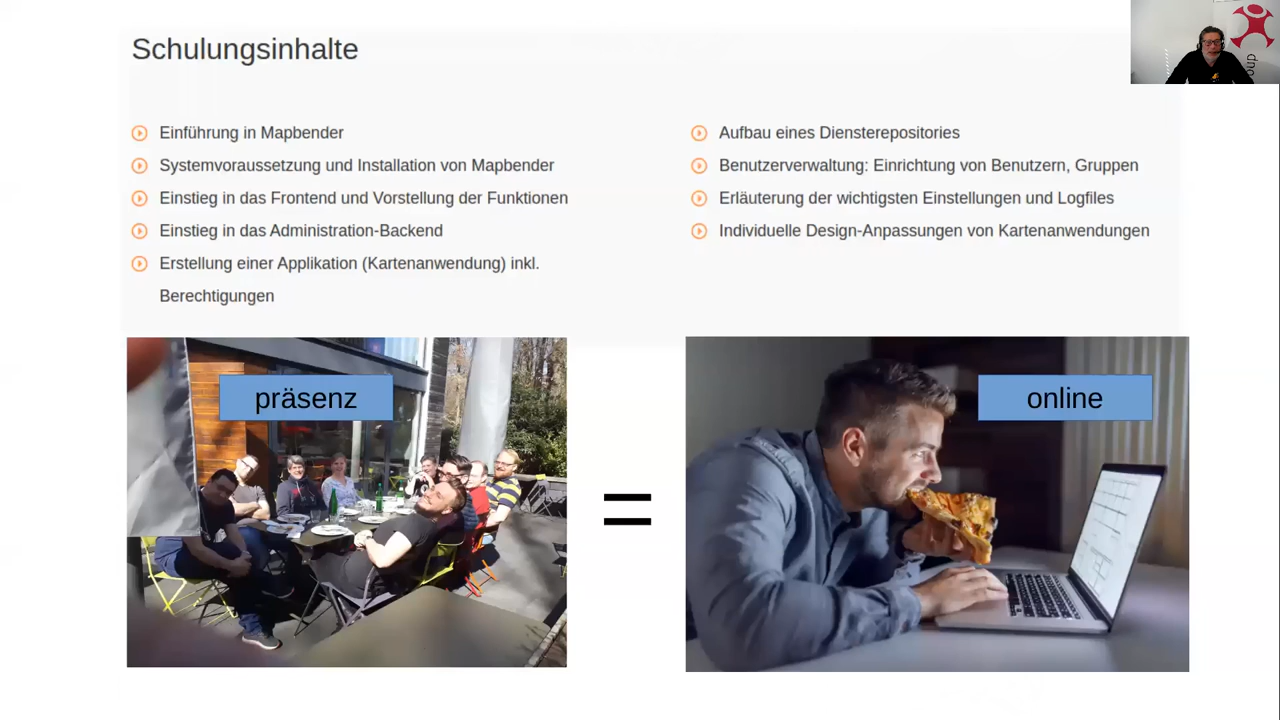 Schulungsinhalte
Einführung in Mapbender
Systemvoraussetzung und Installation von Mapbender
Einstieg in das Frontend und Vorstellung der Funktionen
Einstieg in das Administration-Backend
Erstellung einer Applikation (Kartenanwendung) inkl.
Berechtigungen
Aufbau eines Diensterepositories
Benutzerverwaltung: Einrichtung von Benutzern, Gruppen
Erläuterung der wichtigsten Einstellungen und Logfiles
Individuelle Design-Anpassungen von Kartenanwendungen
präsenz
=
online